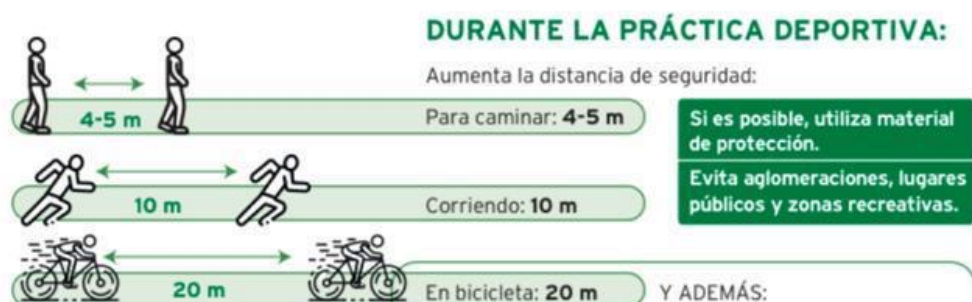 DURANTE LA PRÁCTICA DEPORTIVA:
Aumenta la distancia de seguridad:
4-5 m
Para caminar: 4-5 m
Si es posible, utiliza material
de protección.
Evita aglomeraciones, lugares
públicos y zonas recreativas.
10 m
Corriendo: 10 m
20 m
En bicicleta: 20 m
Y ADEMÁS: